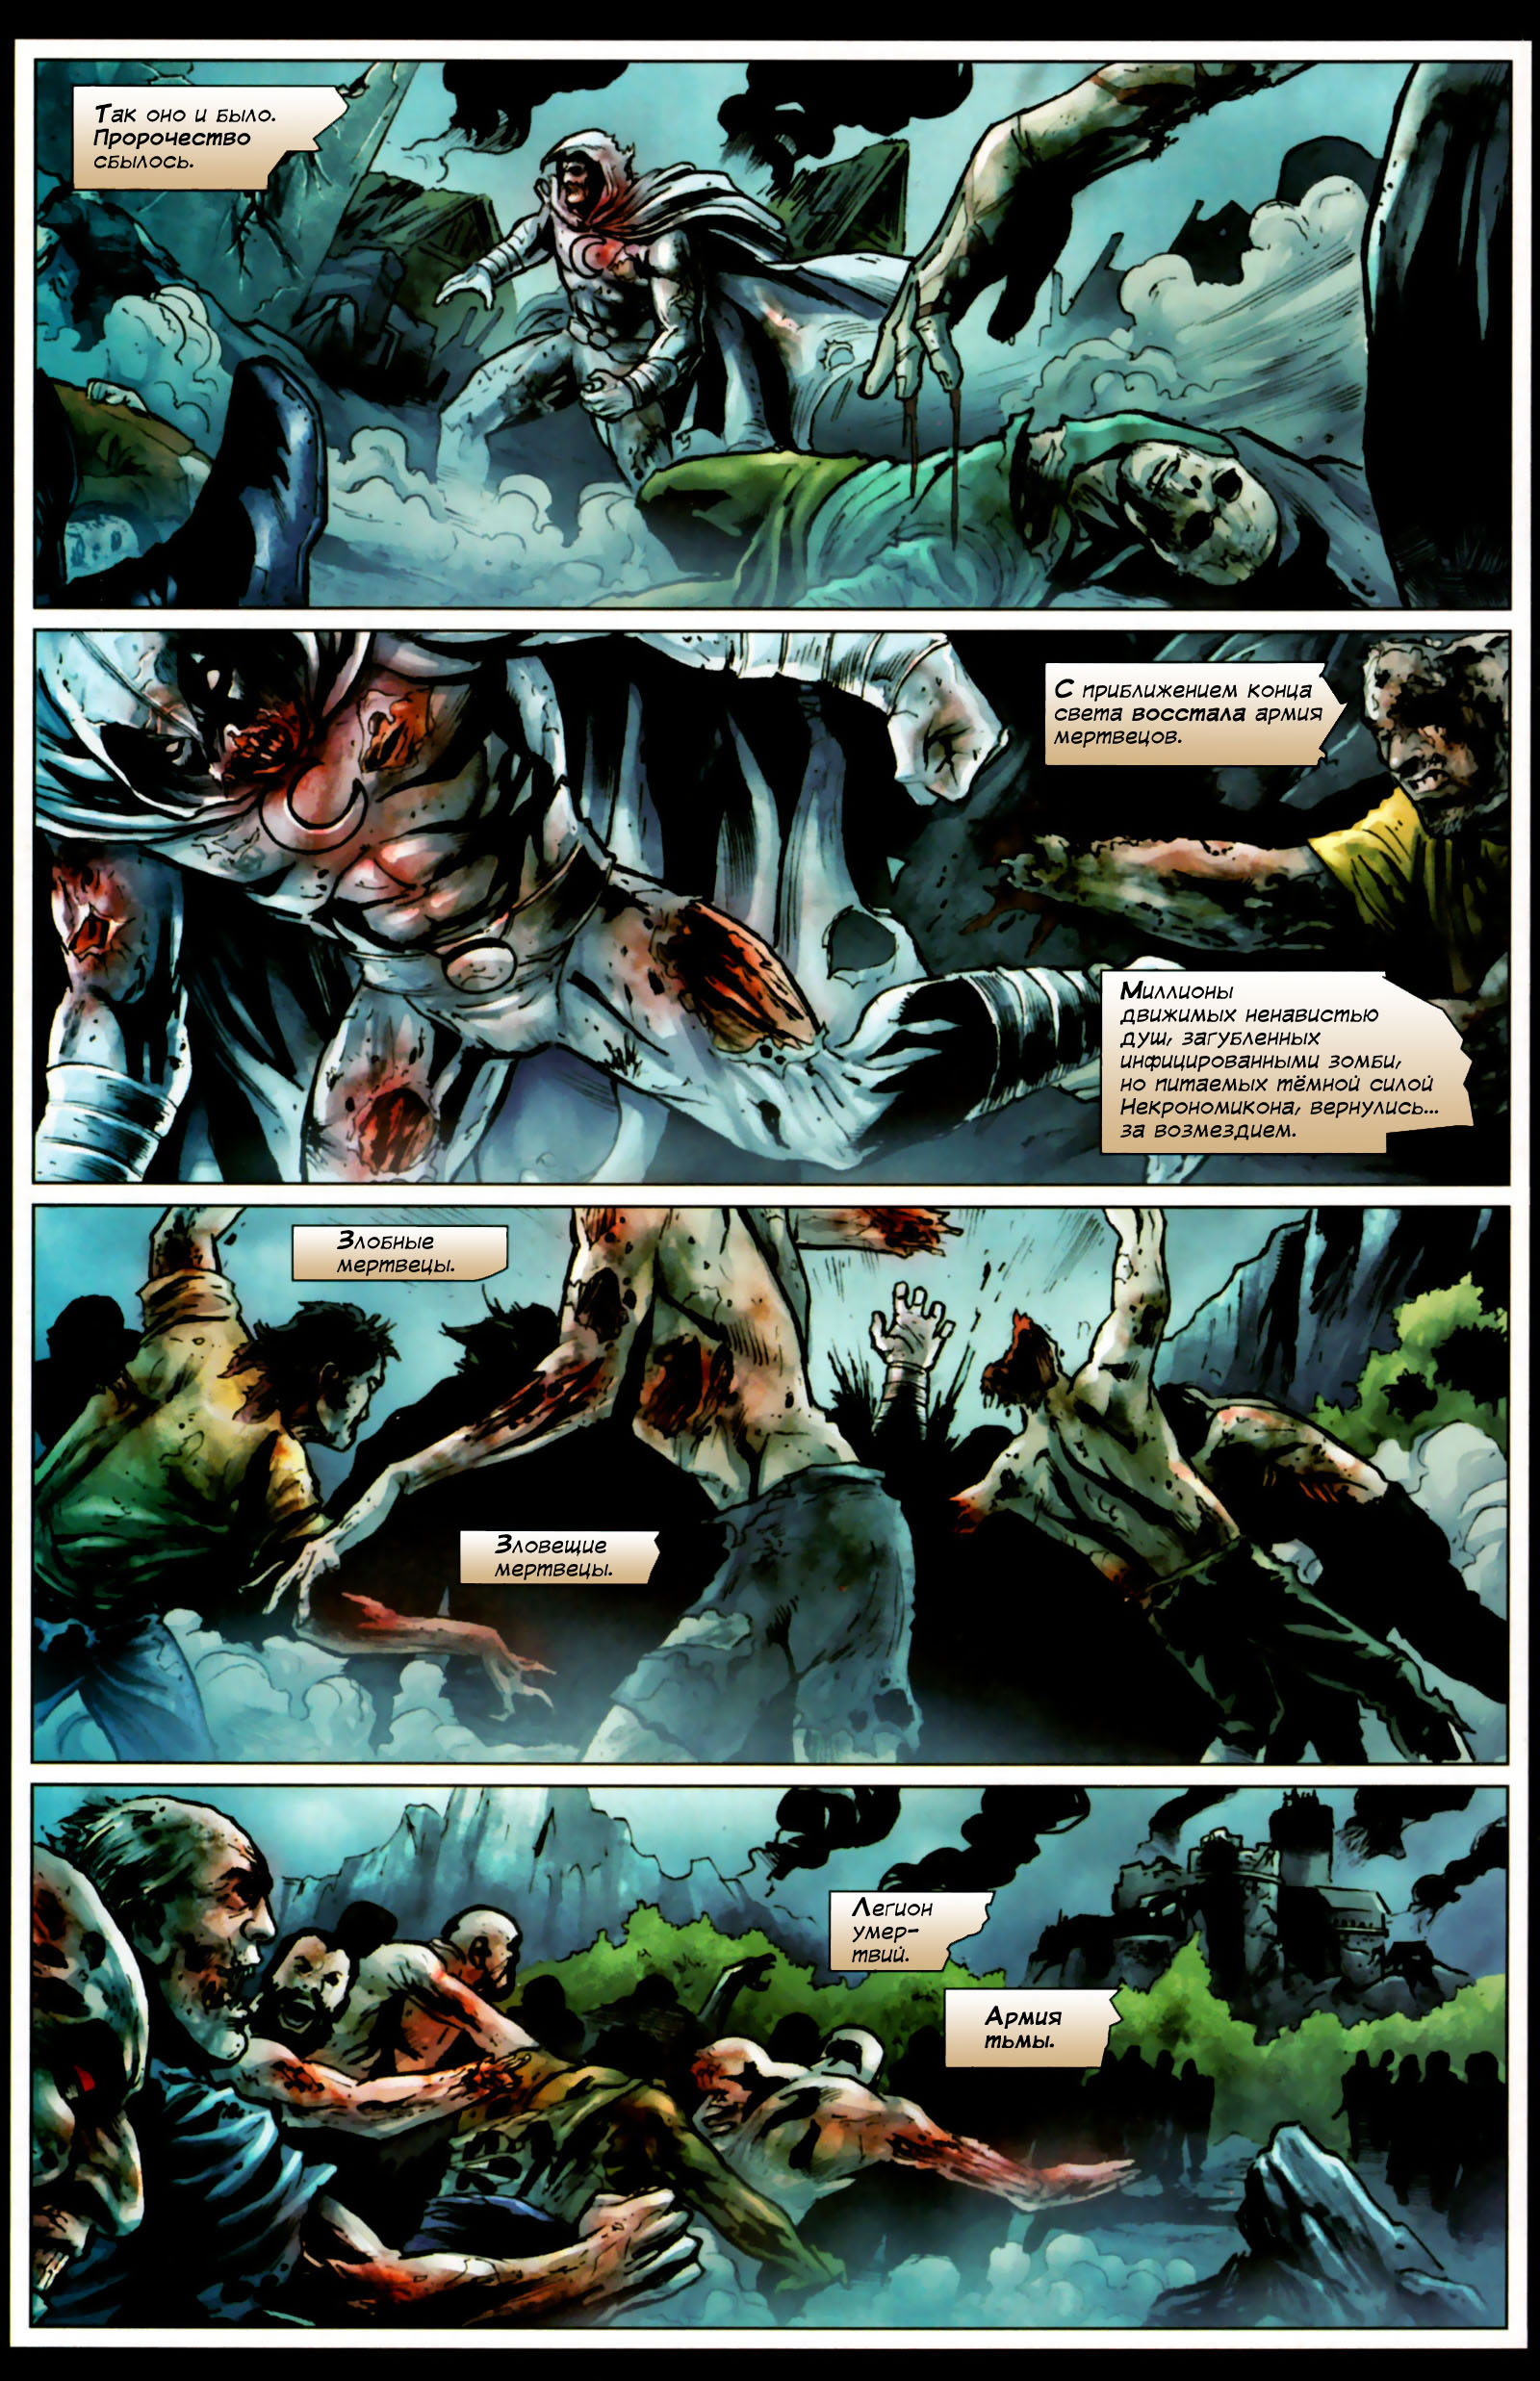 Так оно и было.
Пророчество
сбылось.
С приближением конца
света восстала армия
мертвецов.
Миллионы
движимых ненавистью
душ, загубленных
инфицированными зомби,
но питаемых тёмной силой
Некрономикона, вернулись...
за возмездием.
Злобные
мертвецы.
Зловещие
мертвецы.
Легион
умер-
твий.
Армия
тьмы.